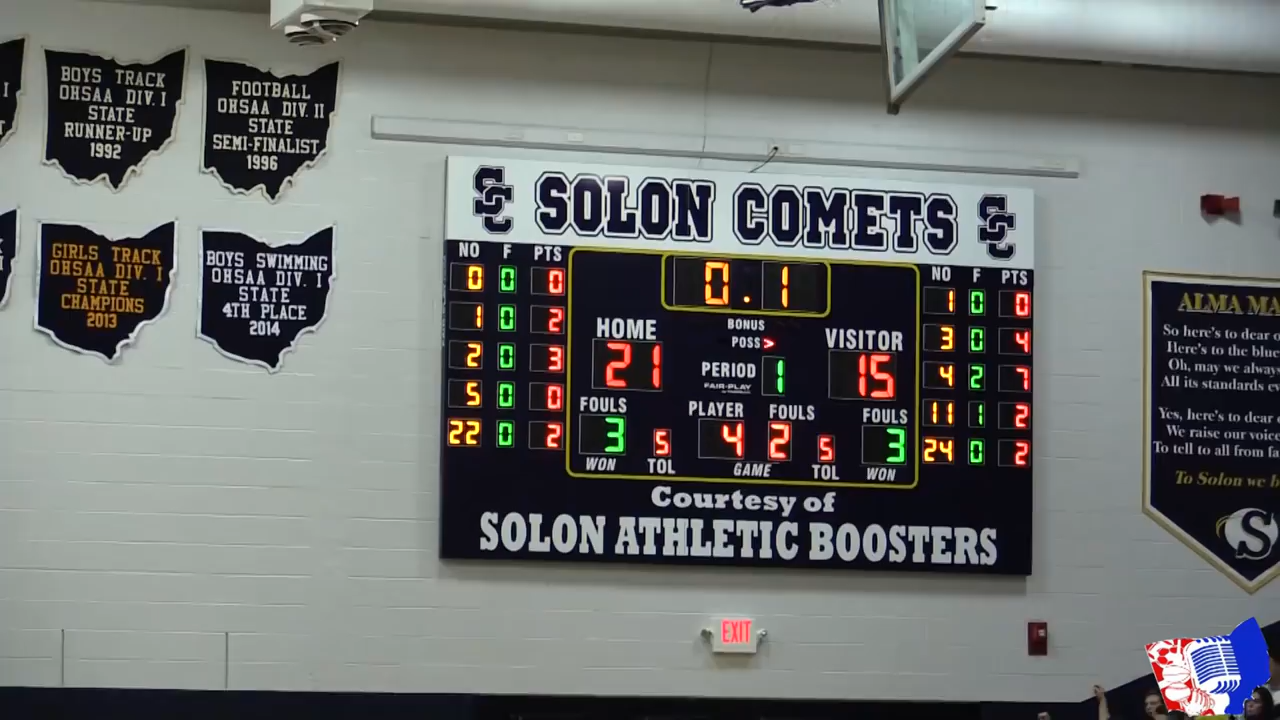 BOYS TRACK
OHSAA DIV. I
STATE
RUNNER-UP
1992
FOOTBALL
OHSAA DIV. II
STATE
SEMI-FINALIST
1996
GIRLS TRACK
OHSAA DIV. I
STATE
CHAMPIONS
2013
BOYS SWIMMING
OHSAA DIV. I
STATE
4TH PLACE
2014
SC SOLON COMETS SC
NO F PTS
0 0 0
1 0 2
2 0 3
5 0 0
22 0 2
0.1
HOME
21
BONUS
POSS >
VISITOR
15
PERIOD 1
FAIR-PLAY
FOULS
3
WON
5
TOL
PLAYER FOULS
4 2
GAME
5
TOL
FOULS
3
WON
NO F PTS
1 0 0
3 0 4
4 2 7
11 1 2
24 0 2
Courtesy of
SOLON ATHLETIC BOOSTERS
EXIT
ALMA MA
So here's to dear o
Here's to the blue
Oh, may we always
All its standards ev
Yes, here's to dear
We raise our voice
To tell to all from fa
To Solon we b
S